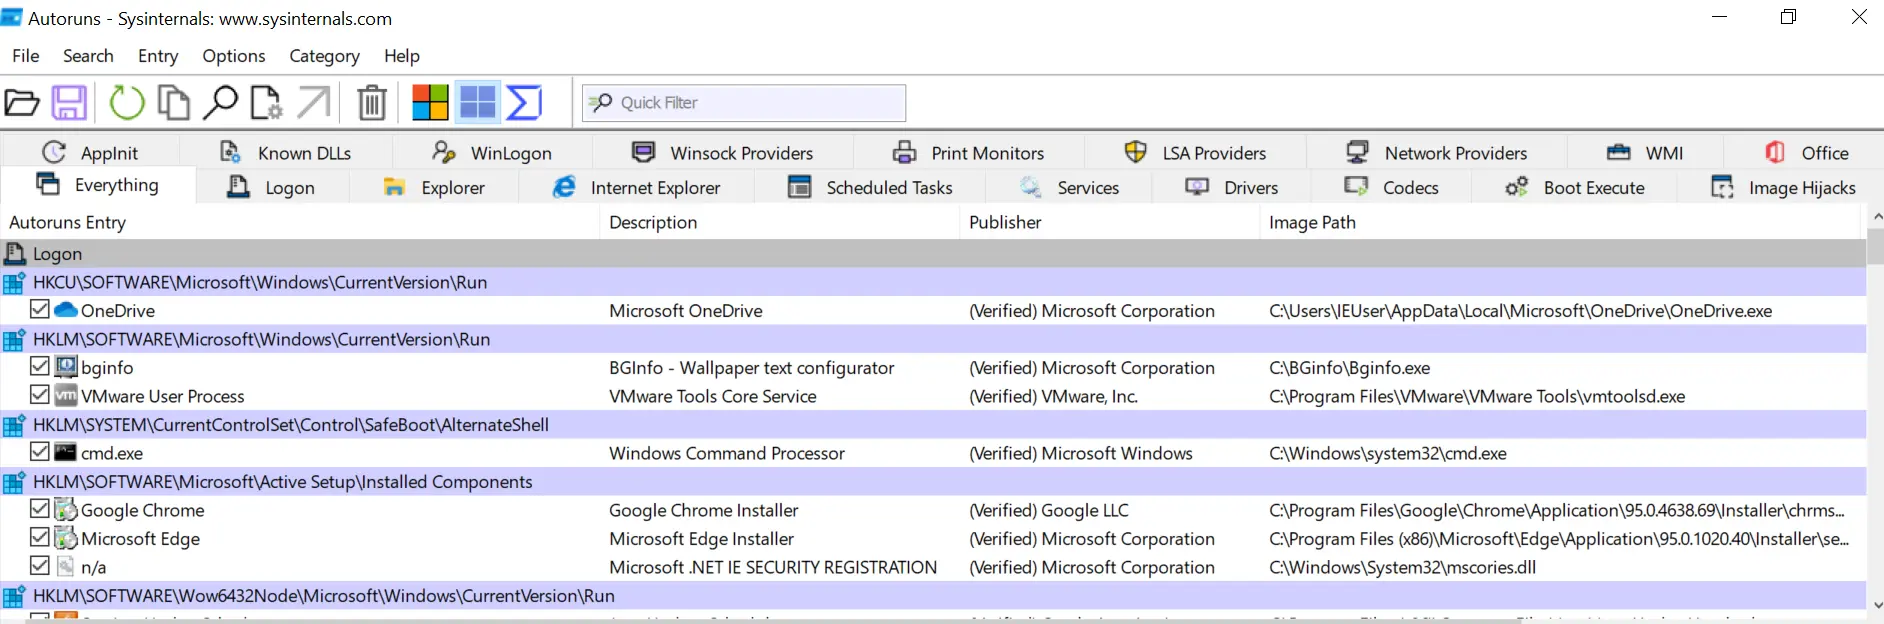 Autoruns - Sysinternals: www.sysinternals.com
File Search Entry Options Category Help
Quick Filter
AppInit Known DLLs WinLogon Winsock Providers Print Monitors LSA Providers Network Providers WMI Office
Everything Logon Explorer Internet Explorer Scheduled Tasks Services Drivers Codecs Boot Execute Image Hijacks
Autoruns Entry Description Publisher Image Path
Logon
HKCU\SOFTWARE\Microsoft\Windows\CurrentVersion\Run
OneDrive Microsoft OneDrive (Verified) Microsoft Corporation C:\Users\IEUser\AppData\Local\Microsoft\OneDrive\OneDrive.exe
HKLM\SOFTWARE\Microsoft\Windows\CurrentVersion\Run
bginfo BGInfo - Wallpaper text configurator (Verified) Microsoft Corporation C:\BGinfo\Bginfo.exe
vm VMware User Process VMware Tools Core Service (Verified) VMware, Inc. C:\Program Files\VMware\VMware Tools\vmtoolsd.exe
HKLM\SYSTEM\CurrentControlSet\Control\SafeBoot\AlternateShell
cmd.exe Windows Command Processor (Verified) Microsoft Windows C:\Windows\system32\cmd.exe
HKLM\SOFTWARE\Microsoft\Active Setup\Installed Components
Google Chrome Google Chrome Installer (Verified) Google LLC C:\Program Files\Google\Chrome\Application\95.0.4638.69\Installer\chrms...
Microsoft Edge Microsoft Edge Installer (Verified) Microsoft Corporation C:\Program Files (x86)\Microsoft\Edge\Application\95.0.1020.40\Installer\se...
n/a Microsoft .NET IE SECURITY REGISTRATION (Verified) Microsoft Corporation C:\Windows\System32\mscories.dll
HKLM\SOFTWARE\Wow6432Node\Microsoft\Windows\CurrentVersion\Run